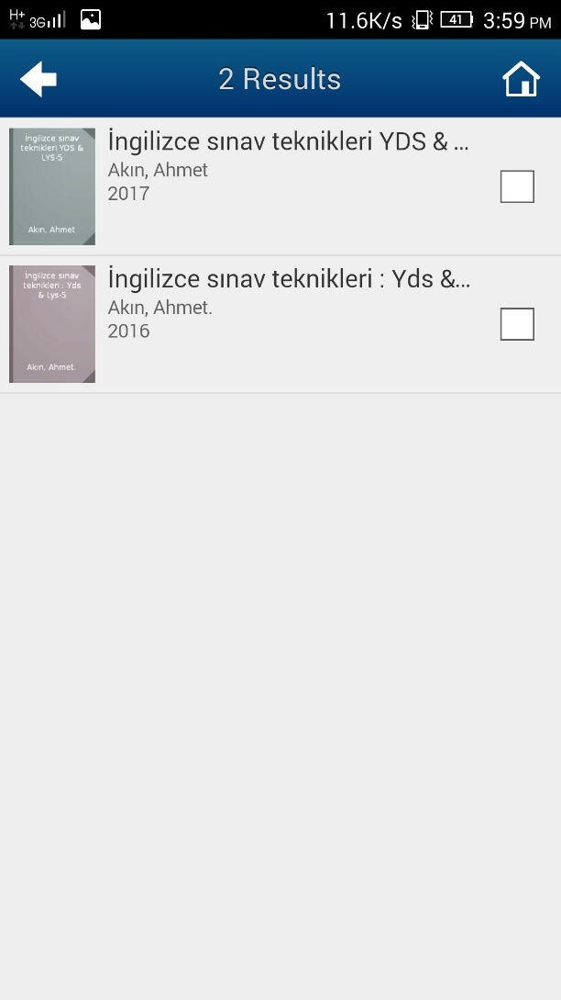 H+ 3G 11.6K/s 41 3:59 PM
2 Results
İngilizce sınav
teknikleri YDS &
LYS-5
Akın, Ahmet
İngilizce sınav teknikleri YDS & ...
Akın, Ahmet
2017
İngilizce sınav
teknikleri : Yds
& Lys-5
Akın, Ahmet.
İngilizce sınav teknikleri : Yds &...
Akın, Ahmet.
2016